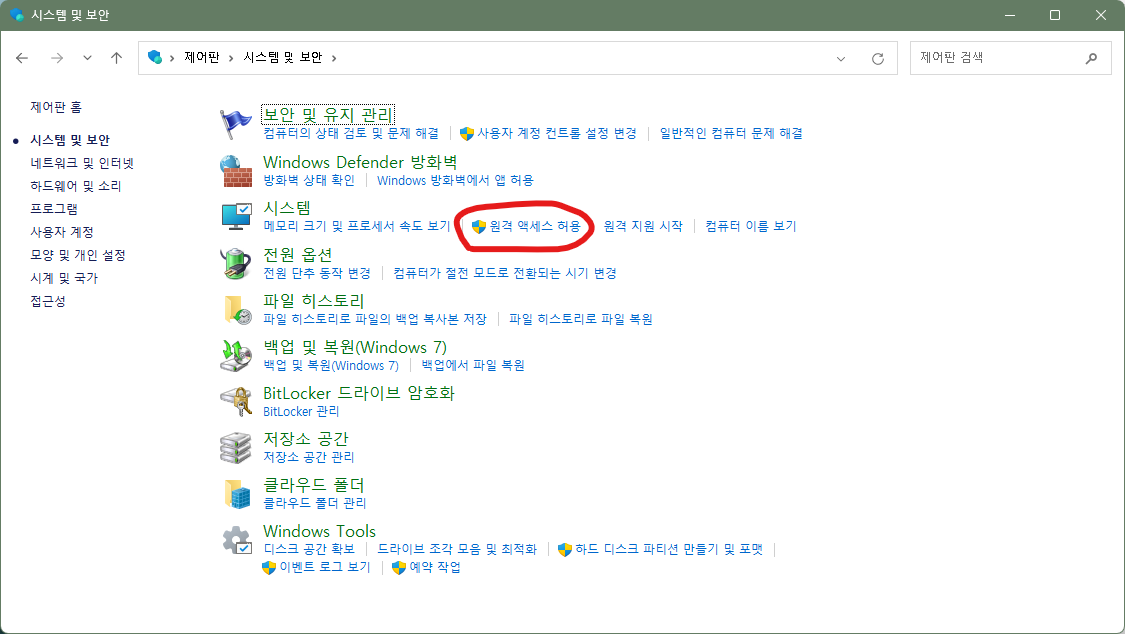 시스템 및 보안
제어판 › 시스템 및 보안 ›
제어판 검색
제어판 홈
시스템 및 보안
네트워크 및 인터넷
하드웨어 및 소리
프로그램
사용자 계정
모양 및 개인 설정
시계 및 국가
접근성
보안 및 유지 관리
컴퓨터의 상태 검토 및 문제 해결 | 사용자 계정 컨트롤 설정 변경 | 일반적인 컴퓨터 문제 해결
Windows Defender 방화벽
방화벽 상태 확인 | Windows 방화벽에서 앱 허용
시스템
메모리 크기 및 프로세서 속도 보기 | 원격 액세스 허용 | 원격 지원 시작 | 컴퓨터 이름 보기
전원 옵션
전원 단추 동작 변경 | 컴퓨터가 절전 모드로 전환되는 시기 변경
파일 히스토리
파일 히스토리로 파일의 백업 복사본 저장 | 파일 히스토리로 파일 복원
백업 및 복원(Windows 7)
백업 및 복원(Windows 7) | 백업에서 파일 복원
BitLocker 드라이브 암호화
BitLocker 관리
저장소 공간
저장소 공간 관리
클라우드 폴더
클라우드 폴더 관리
Windows Tools
디스크 공간 확보 | 드라이브 조각 모음 및 최적화 | 하드 디스크 파티션 만들기 및 포맷 |
이벤트 로그 보기 | 예약 작업